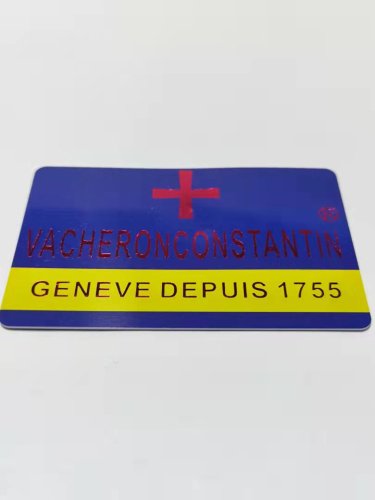 VACHERONCONSTANTIN
GENEVE DEPUIS 1755